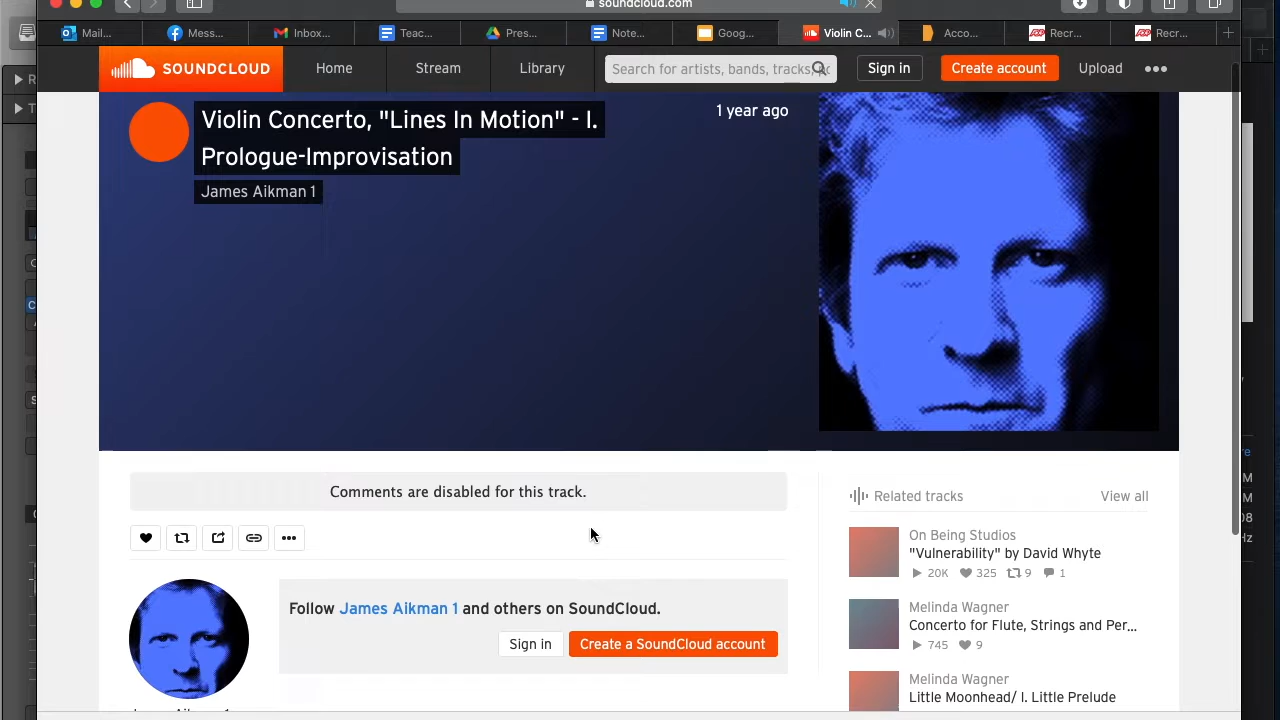 soundcloud.com
Mail...
Mess...
Inbox...
Teac...
Pres...
Note...
Goog...
Violin C...
Acco...
Recr...
Recr...
SOUNDCLOUD
Home
Stream
Library
Search for artists, bands, tracks,
Sign in
Create account
Upload
Violin Concerto, "Lines In Motion" - I.
Prologue-Improvisation
James Aikman 1
1 year ago
Comments are disabled for this track.
Follow James Aikman 1 and others on SoundCloud.
Sign in
Create a SoundCloud account
Related tracks
View all
On Being Studios
"Vulnerability" by David Whyte
20K 325 9 1
Melinda Wagner
Concerto for Flute, Strings and Per...
745 9
Melinda Wagner
Little Moonhead/ I. Little Prelude